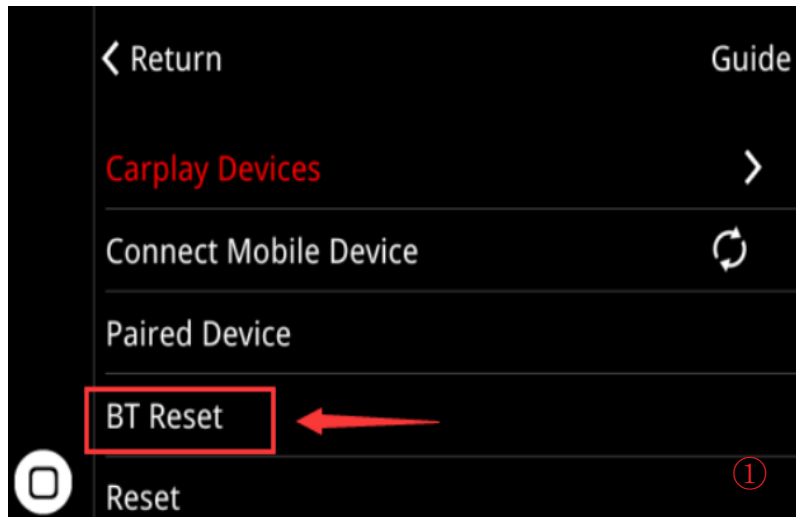 Return
Guide
Carplay Devices
Connect Mobile Device
Paired Device
BT Reset
Reset
①